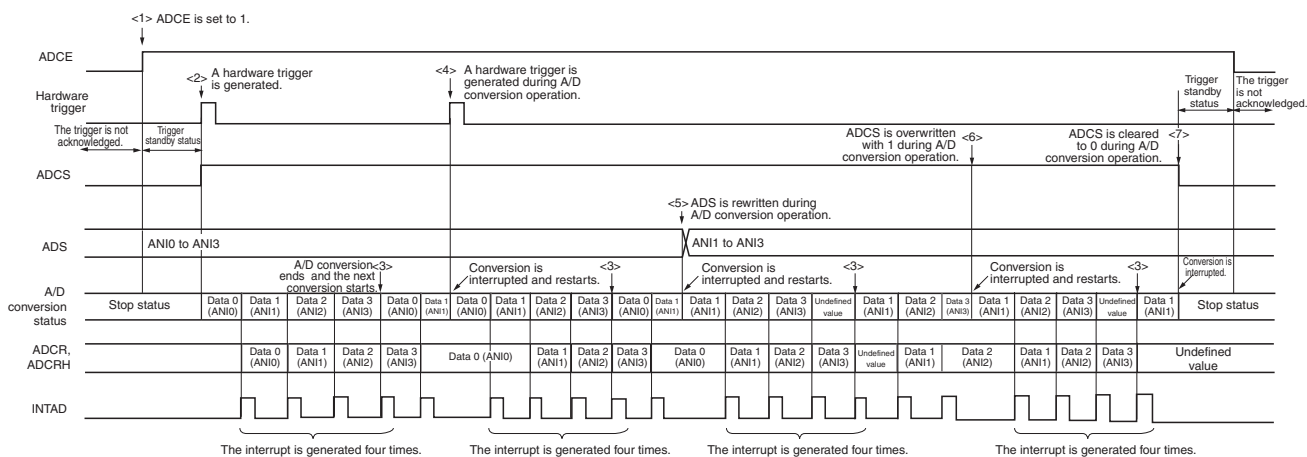 <1> ADCE is set to 1.
ADCE
<2> A hardware trigger
is generated.
<4> A hardware trigger is
generated during A/D
conversion operation.
Trigger
standby
status
The trigger
is not
acknowledged.
Hardware
trigger
The trigger is not
acknowledged.
Trigger
standby status
ADCS is overwritten
with 1 during A/D
conversion operation.
<6>
ADCS is cleared
to 0 during A/D
conversion operation.
<7>
ADCS
<5> ADS is rewritten during
A/D conversion operation.
ADS
ANI0 to ANI3
ANI1 to ANI3
A/D conversion
ends and the next
conversion starts.
<3>
Conversion is
interrupted and restarts.
<3>
Conversion is
interrupted and restarts.
<3>
Conversion is
interrupted and restarts.
<3>
Conversion is
interrupted.
A/D
conversion
status
Stop status
Data 0 (ANI0)
Data 1 (ANI1)
Data 2 (ANI2)
Data 3 (ANI3)
Data 0 (ANI0)
Data 1 (ANI1)
Data 0 (ANI0)
Data 1 (ANI1)
Data 2 (ANI2)
Data 3 (ANI3)
Data 0 (ANI0)
Data 1 (ANI1)
Data 1 (ANI1)
Data 2 (ANI2)
Data 3 (ANI3)
Undefined value
Data 1 (ANI1)
Data 2 (ANI2)
Data 3 (ANI3)
Data 1 (ANI1)
Data 2 (ANI2)
Data 3 (ANI3)
Undefined value
Data 1 (ANI1)
Stop status
ADCR,
ADCRH
Data 0 (ANI0)
Data 1 (ANI1)
Data 2 (ANI2)
Data 3 (ANI3)
Data 0 (ANI0)
Data 1 (ANI1)
Data 2 (ANI2)
Data 3 (ANI3)
Data 0 (ANI0)
Data 1 (ANI1)
Data 2 (ANI2)
Data 3 (ANI3)
Undefined value
Data 1 (ANI1)
Data 2 (ANI2)
Data 1 (ANI1)
Data 2 (ANI2)
Data 3 (ANI3)
Undefined value
INTAD
The interrupt is generated four times.
The interrupt is generated four times.
The interrupt is generated four times.
The interrupt is generated four times.